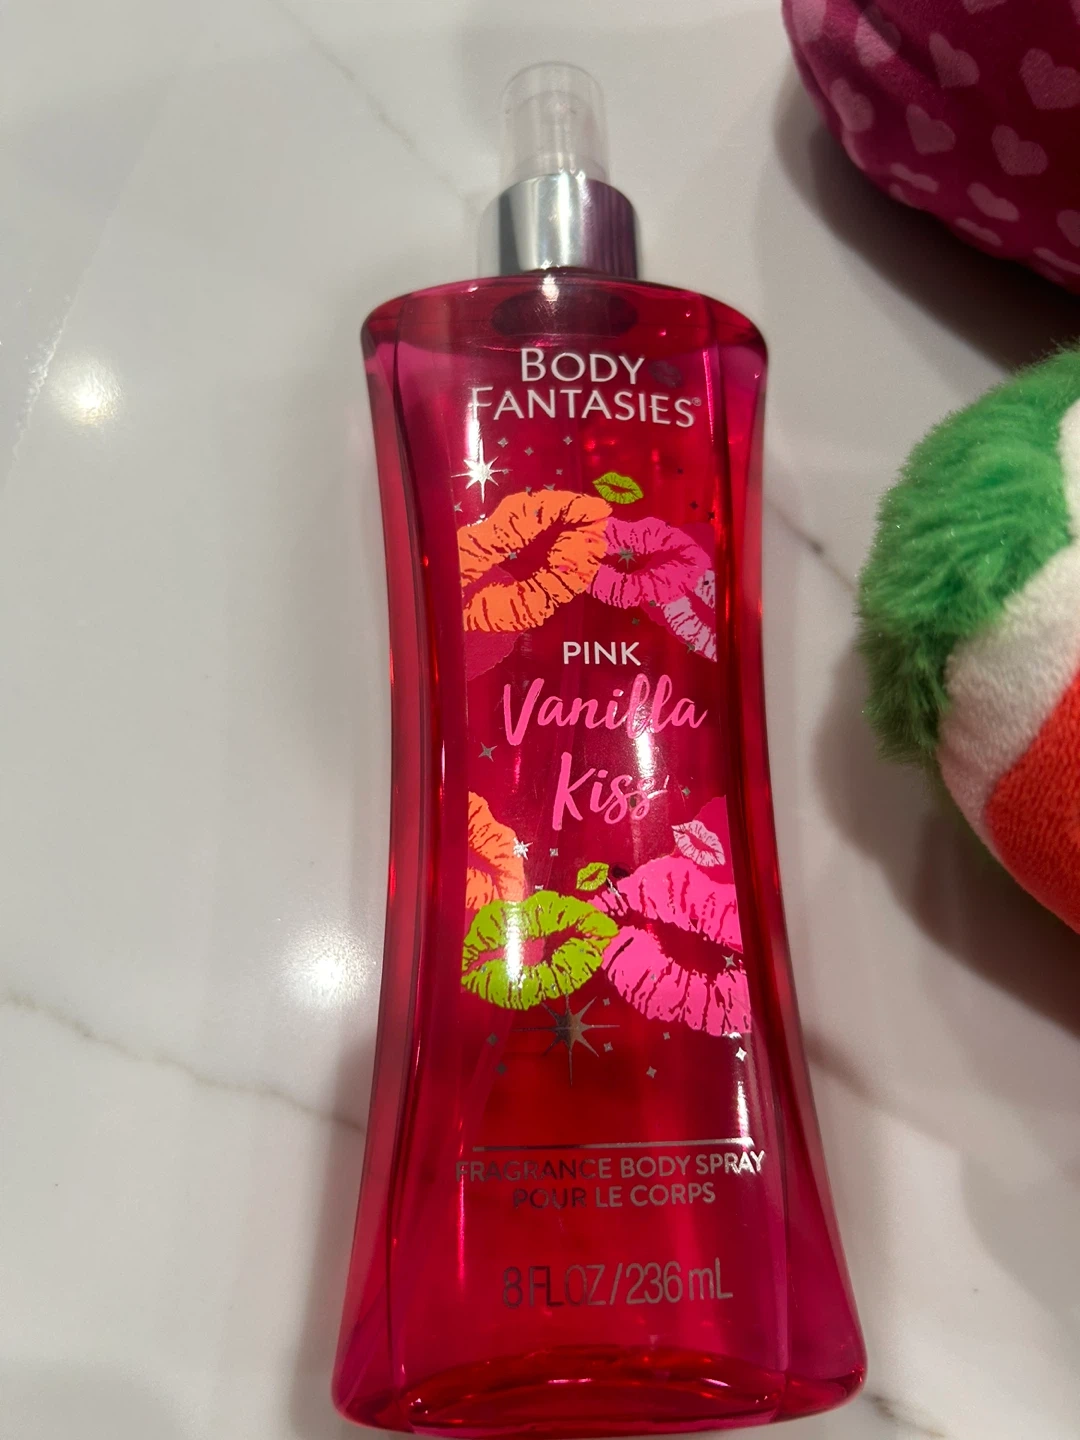 BODY
FANTASIES®
PINK
Vanilla
Kiss
FRAGRANCE BODY SPRAY
POUR LE CORPS
8 FL OZ/236 mL